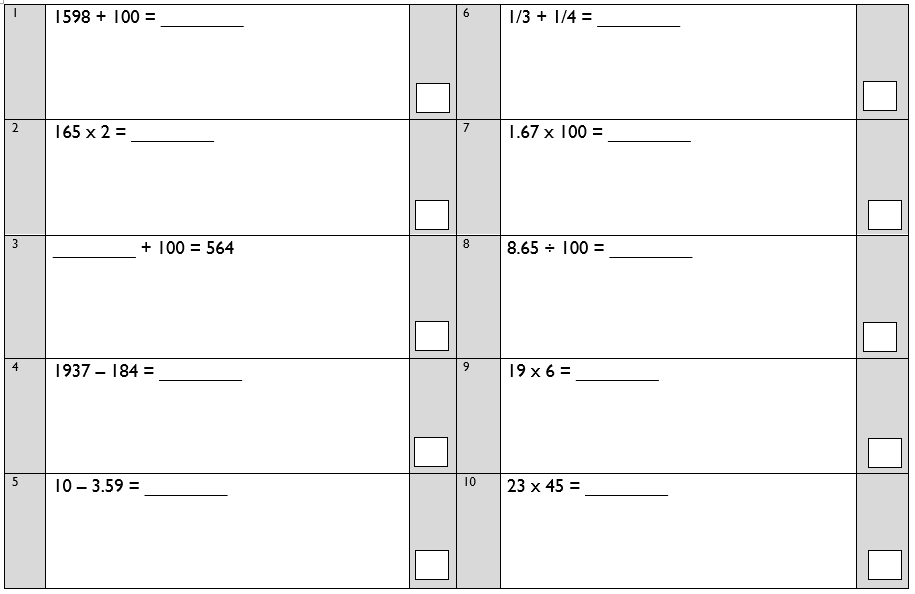 1
1598 + 100 = _________
6
1/3 + 1/4 = _________
2
165 x 2 = _________
7
1.67 x 100 = _________
3
_________ + 100 = 564
8
8.65 ÷ 100 = _________
4
1937 – 184 = _________
9
19 x 6 = _________
5
10 – 3.59 = _________
10
23 x 45 = _________